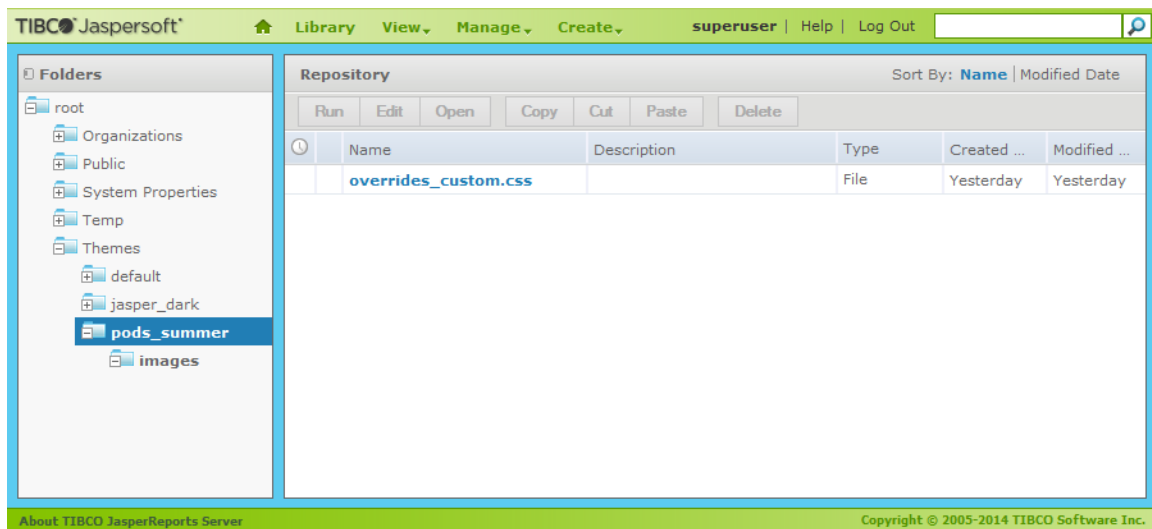 TIBCO Jaspersoft Library View Manage Create superuser | Help | Log Out
Folders
root
Organizations
Public
System Properties
Temp
Themes
default
jasper_dark
pods_summer
images
Repository Sort By: Name | Modified Date
Run Edit Open Copy Cut Paste Delete
Name Description Type Created ... Modified ...
overrides_custom.css File Yesterday Yesterday
About TIBCO JasperReports Server Copyright © 2005-2014 TIBCO Software Inc.